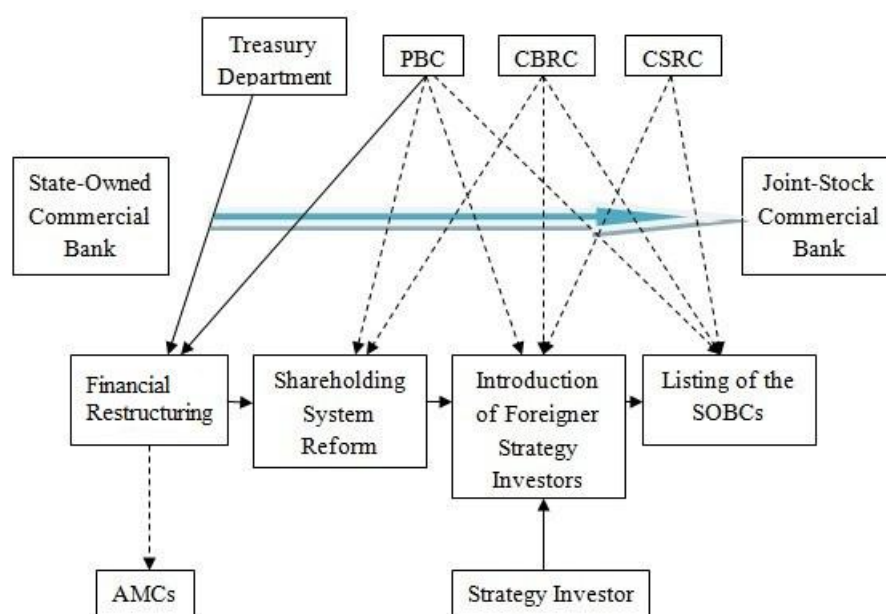 Treasury
Department
PBC
CBRC
CSRC
State-Owned
Commercial
Bank
Joint-Stock
Commercial
Bank
Financial
Restructuring
Shareholding
System
Reform
Introduction
of Foreigner
Strategy
Investors
Listing of the
SOBCs
AMCs
Strategy Investor